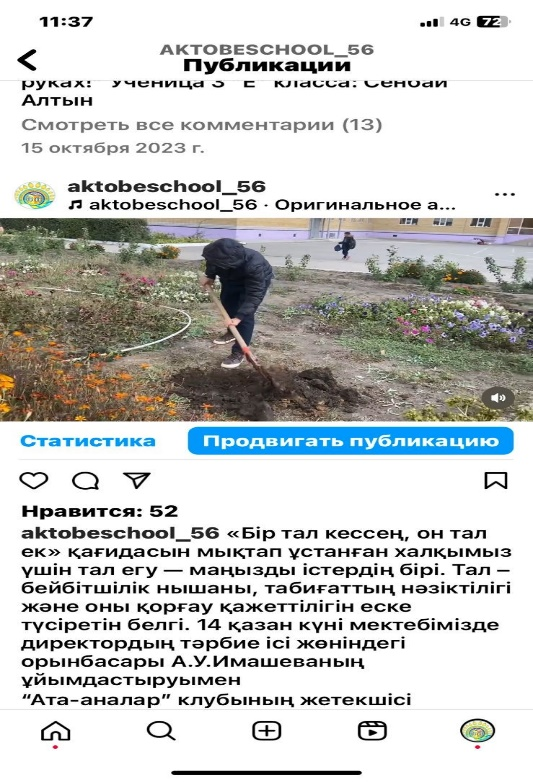 11:37
4G
72
AKTOBESCHOOL_56
Публикации
руках! Ученица 3 "Е" класса: Сенбай
Алтын
Смотреть все комментарии (13)
15 октября 2023 г.
aktobeschool_56
aktobeschool_56 · Оригинальное а...
Статистика
Продвигать публикацию
Нравится: 52
aktobeschool_56 «Бір тал кессең, он тал
ек» қағидасын мықтап ұстанған халқымыз
үшін тал егу — маңызды істердің бірі. Тал –
бейбітшілік нышаны, табиғаттың нәзіктілігі
және оны қорғау қажеттілігін еске
түсіретін белгі. 14 қазан күні мектебімізде
директордың тәрбие ісі жөніндегі
орынбасары А.У.Имашеваның
ұйымдастыруымен
“Ата-аналар” клубының жетекшісі